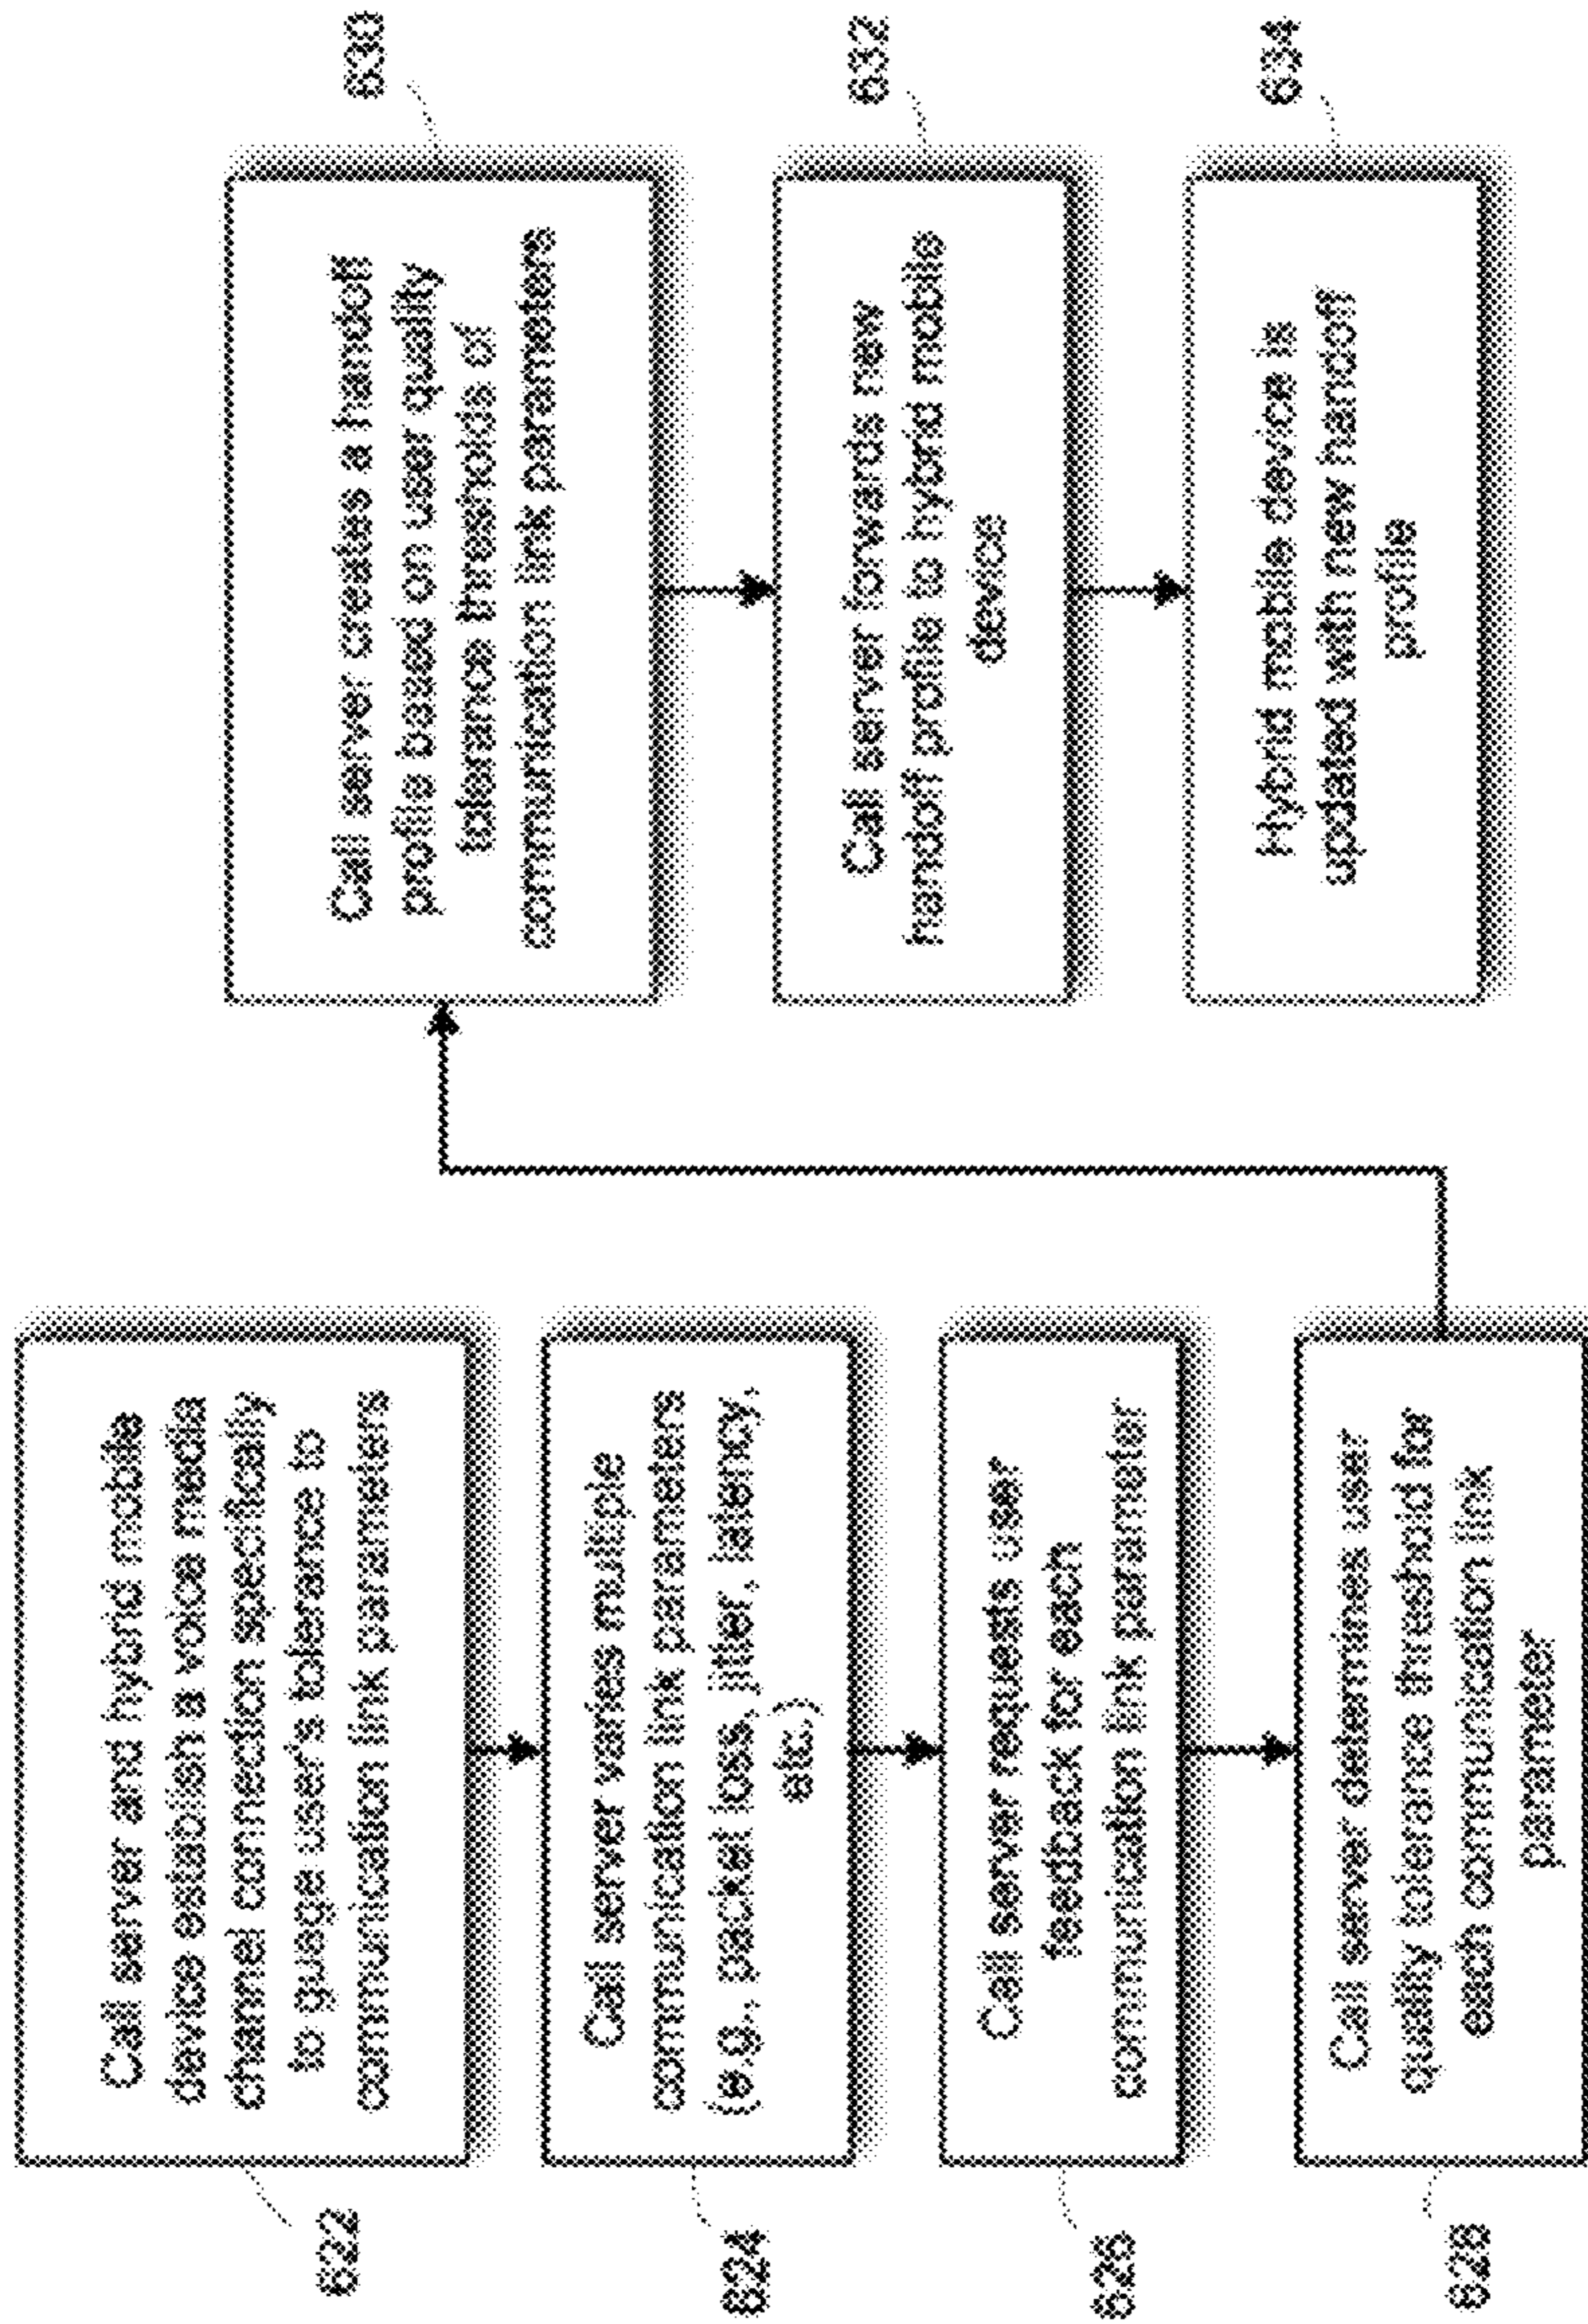 Call server and hybrid mobile
device establish a voice media
channel connection specifically
to guage user's tolerance to
communication link parameters
622
Call server varies multiple
communication link parameters
(e.g., packet loss, jitter, latency,
etc.)
624
Call server requests user
feedback for each
communication link parameter
626
Call server determines user
quality tolerance threshold for
each communication link
parameter
628
Call server creates a handoff
profile based on user quality
tolerance thresholds of
communication link parameters
630
Call server forwards new
handoff profile to hybrid mobile
device
632
Hybrid mobile device is
updated with new handoff
profile
634